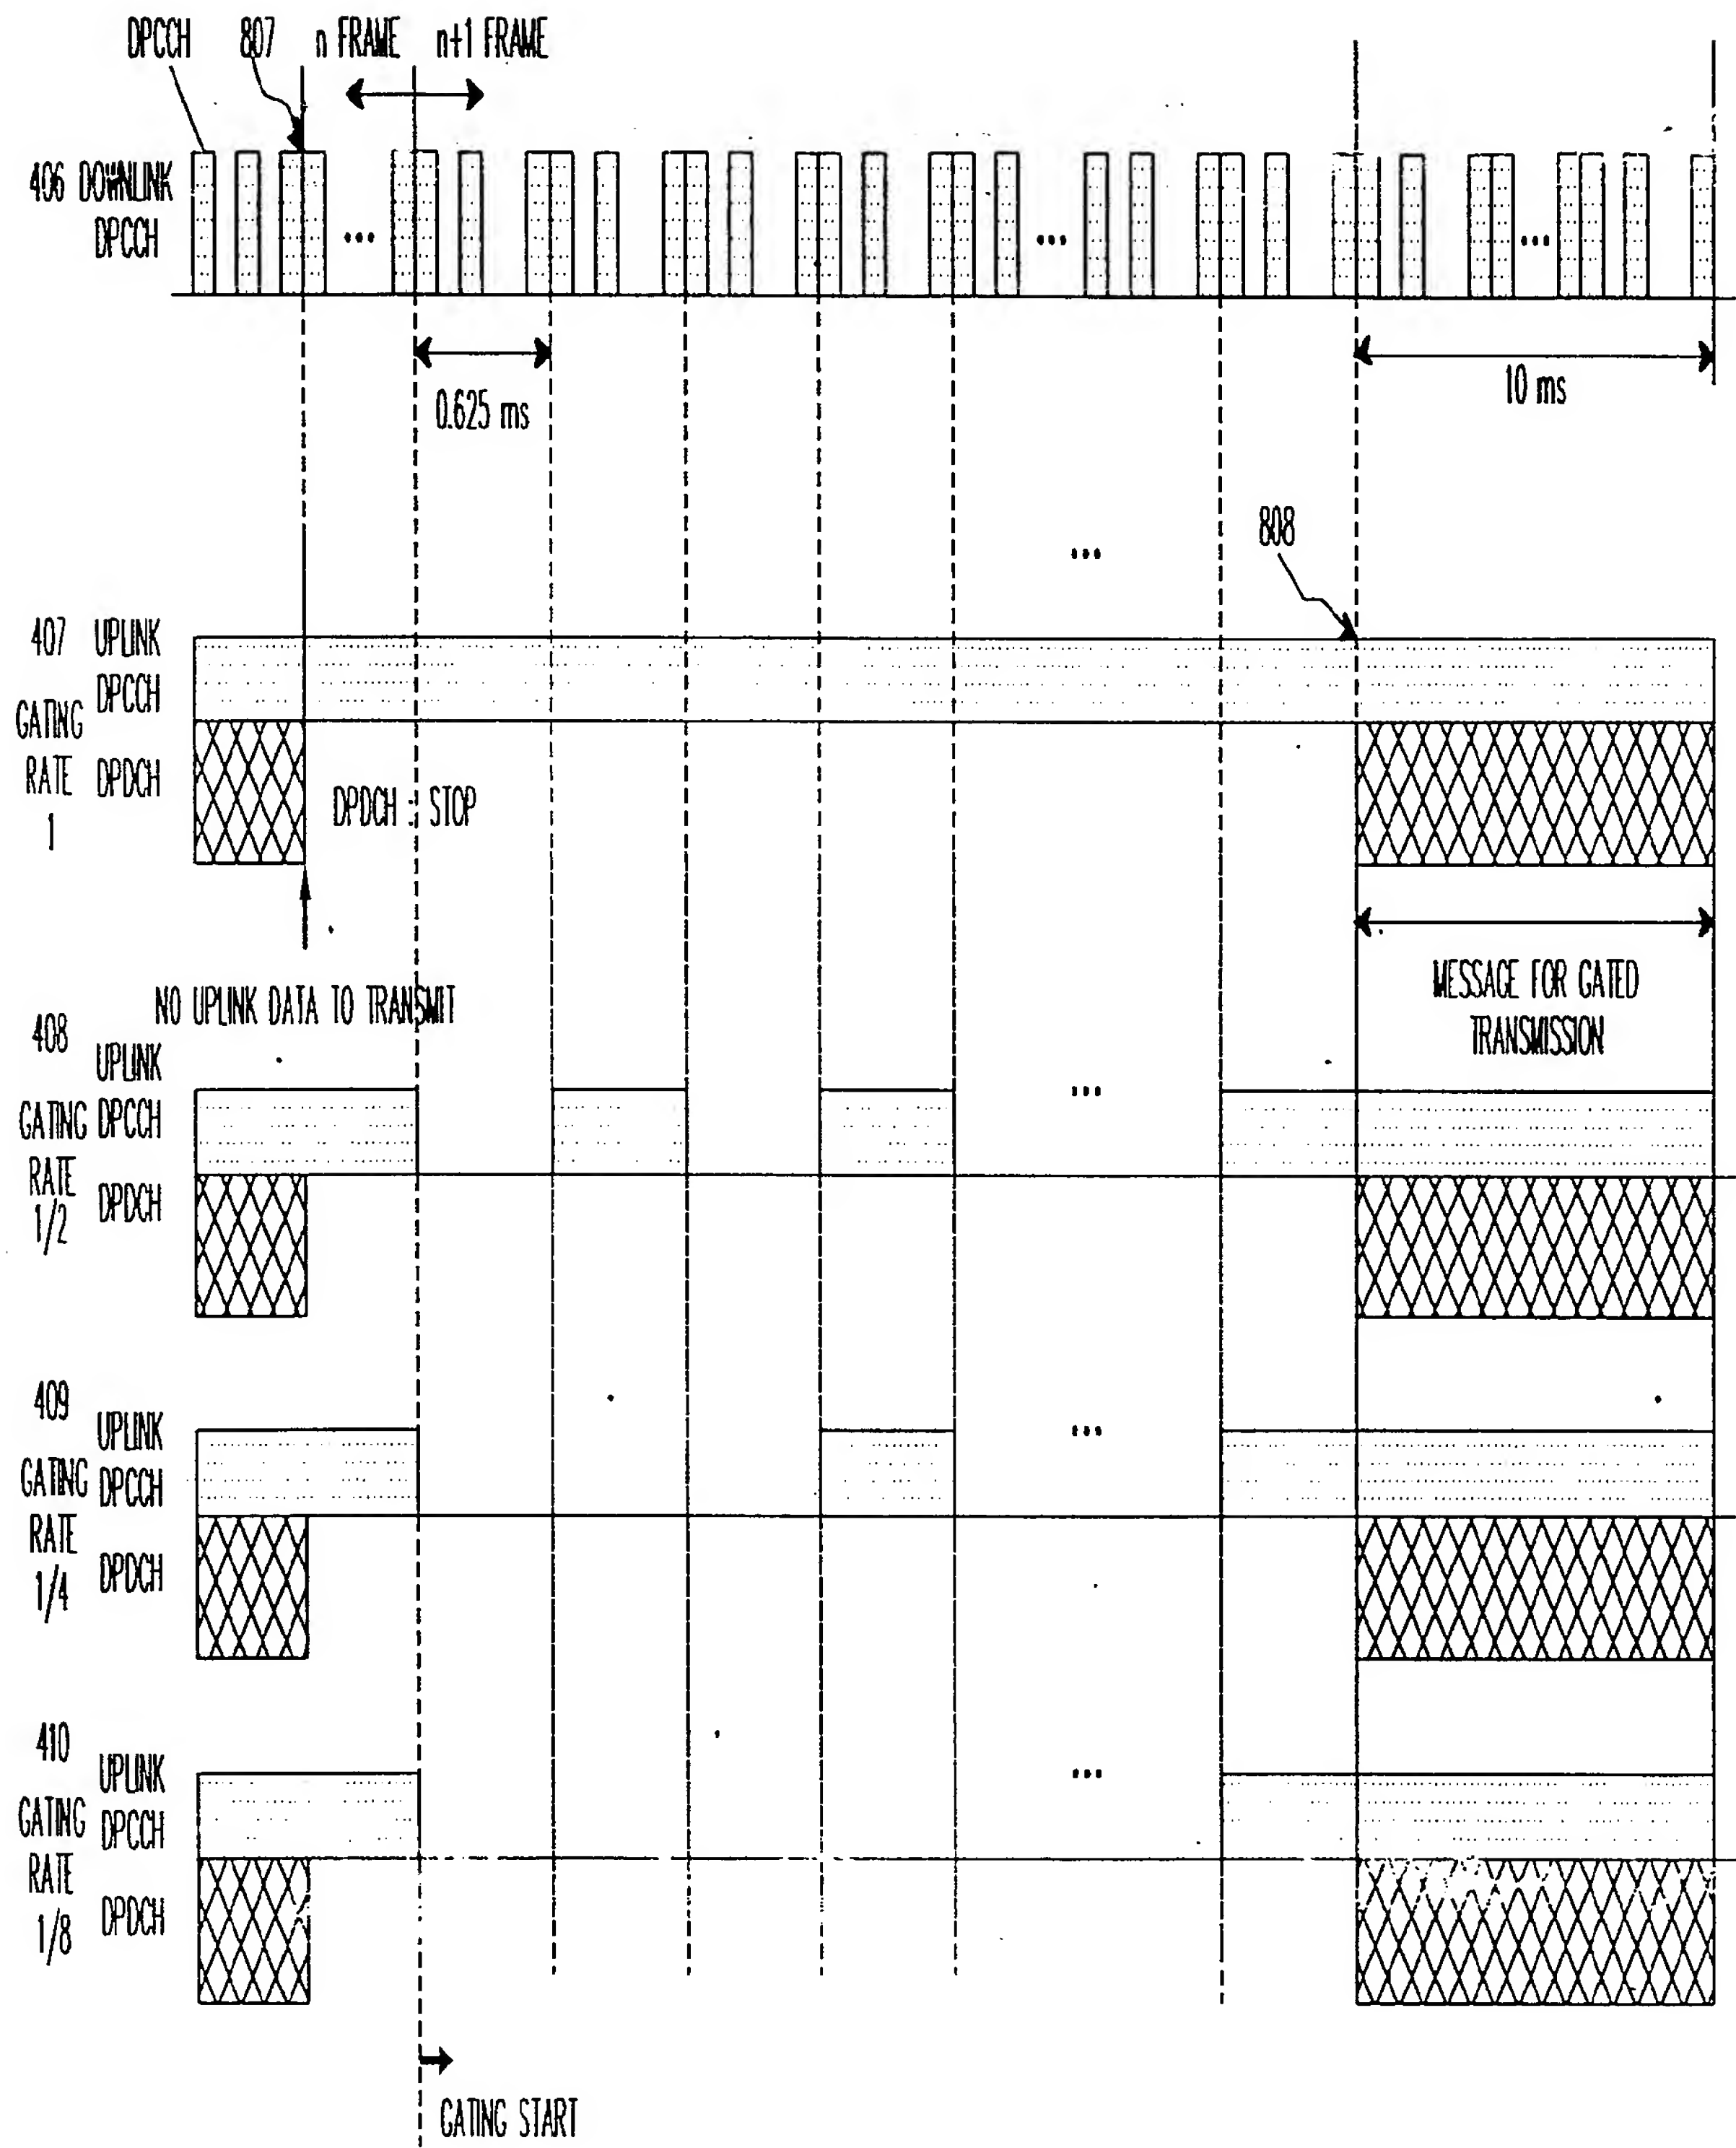 DPCCH 807 n FRAME n+1 FRAME
406 DOWNLINK
DPCCH
...
...
...
0.625 ms
10 ms
...
808
407 UPLINK
DPCCH
GATING
RATE DPDCH
1
DPDCH : STOP
NO UPLINK DATA TO TRANSMIT
MESSAGE FOR GATED
TRANSMISSION
408
UPLINK
...
GATING DPCCH
RATE DPDCH
1/2
409
UPLINK
...
GATING DPCCH
RATE DPDCH
1/4
410
UPLINK
...
GATING DPCCH
RATE DPDCH
1/8
GATING START